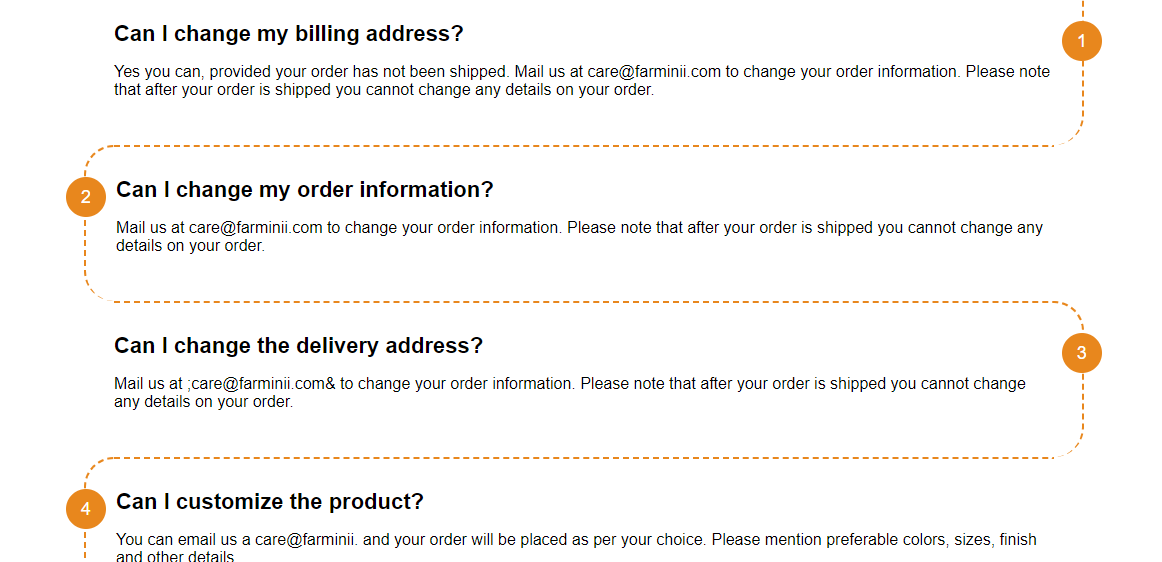 Can I change my billing address?
1
Yes you can, provided your order has not been shipped. Mail us at care@farminii.com to change your order information. Please note
that after your order is shipped you cannot change any details on your order.
2
Can I change my order information?
Mail us at care@farminii.com to change your order information. Please note that after your order is shipped you cannot change any
details on your order.
Can I change the delivery address?
3
Mail us at ;care@farminii.com& to change your order information. Please note that after your order is shipped you cannot change
any details on your order.
4
Can I customize the product?
You can email us a care@farminii. and your order will be placed as per your choice. Please mention preferable colors, sizes, finish
and other details